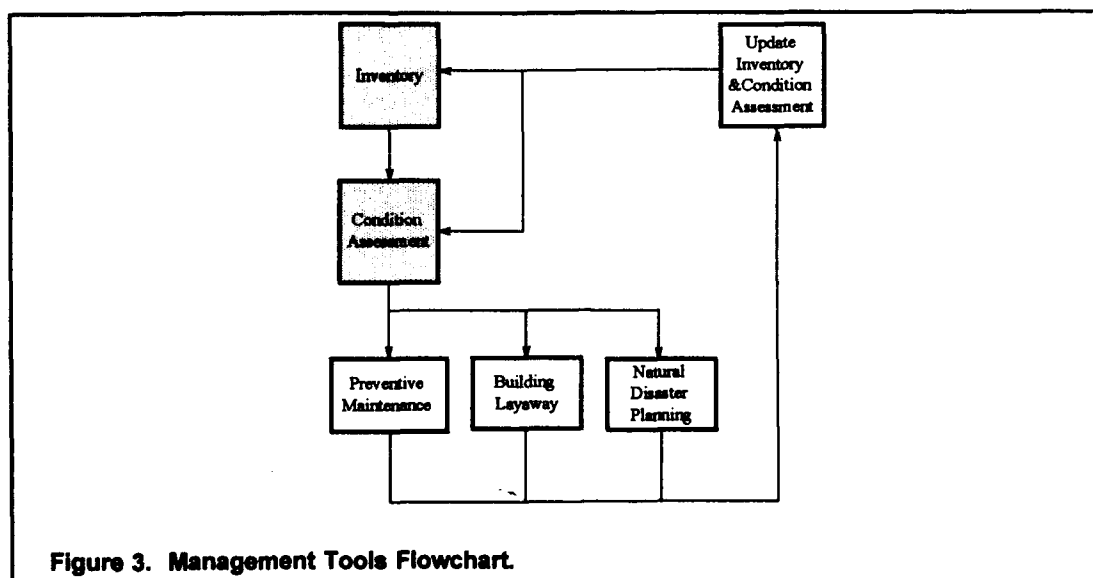 Inventory
Update
Inventory
&Condition
Assessment
Condition
Assessment
Preventive
Maintenance
Building
Layaway
Natural
Disaster
Planning
Figure 3. Management Tools Flowchart.